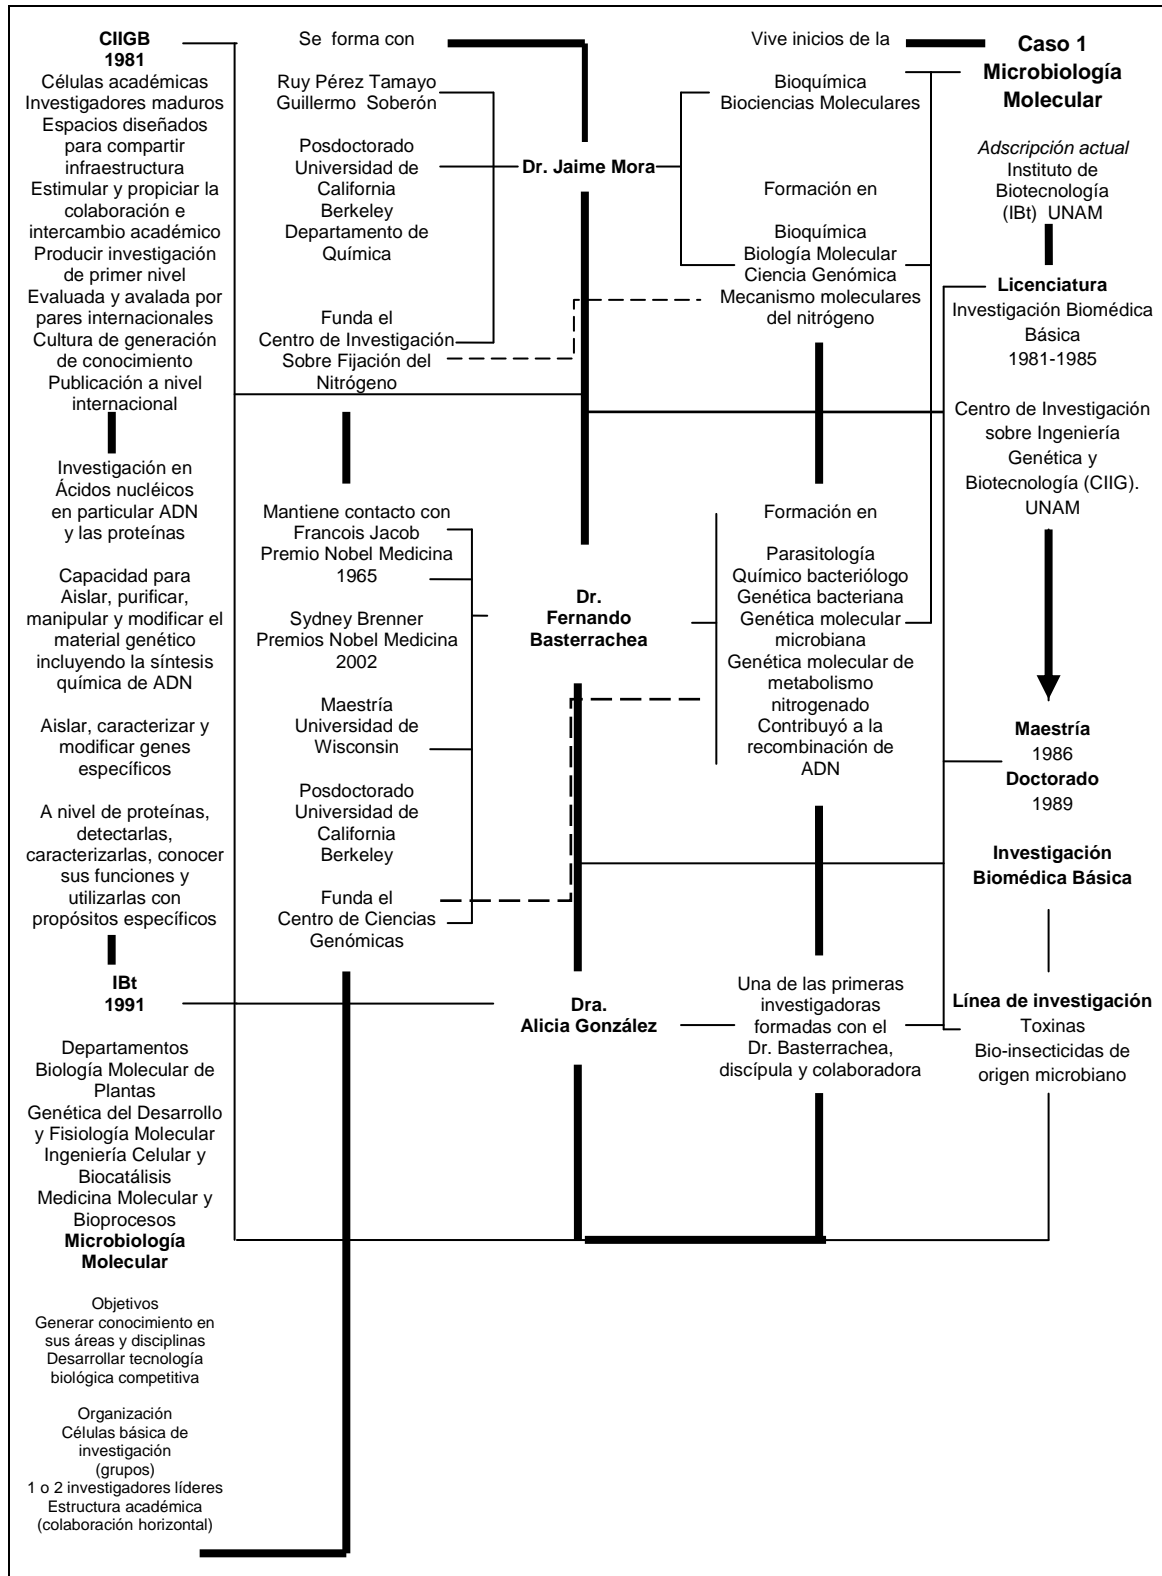 CIIGB
1981
Células académicas
Investigadores maduros
Espacios diseñados
para compartir
infraestructura
Estimular y propiciar la
colaboración e
intercambio académico
Producir investigación
de primer nivel
Evaluada y avalada por
pares internacionales
Cultura de generación
de conocimiento
Publicación a nivel
internacional
Investigación en
Ácidos nucléicos
en particular ADN
y las proteínas
Capacidad para
Aislar, purificar,
manipular y modificar el
material genético
incluyendo la síntesis
química de ADN
Aislar, caracterizar y
modificar genes
específicos
A nivel de proteínas,
detectarlas,
caracterizarlas, conocer
sus funciones y
utilizarlas con
propósitos específicos
IBt
1991
Departamentos
Biología Molecular de
Plantas
Genética del Desarrollo
y Fisiología Molecular
Ingeniería Celular y
Biocatálisis
Medicina Molecular y
Bioprocesos
Microbiología
Molecular
Objetivos
Generar conocimiento en
sus áreas y disciplinas
Desarrollar tecnología
biológica competitiva
Organización
Células básica de
investigación
(grupos)
1 o 2 investigadores líderes
Estructura académica
(colaboración horizontal)
Se forma con
Ruy Pérez Tamayo
Guillermo Soberón
Posdoctorado
Universidad de
California
Berkeley
Departamento de
Química
Funda el
Centro de Investigación
Sobre Fijación del
Nitrógeno
Mantiene contacto con
Francois Jacob
Premio Nobel Medicina
1965
Sydney Brenner
Premios Nobel Medicina
2002
Maestría
Universidad de
Wisconsin
Posdoctorado
Universidad de
California
Berkeley
Funda el
Centro de Ciencias
Genómicas
Dr. Jaime Mora
Dr.
Fernando
Basterrachea
Dra.
Alicia González
Vive inicios de la
Bioquímica
Biociencias Moleculares
Formación en
Bioquímica
Biología Molecular
Ciencia Genómica
Mecanismo moleculares
del nitrógeno
Formación en
Parasitología
Químico bacteriólogo
Genética bacteriana
Genética molecular
microbiana
Genética molecular de
metabolismo
nitrogenado
Contribuyó a la
recombinación de
ADN
Una de las primeras
investigadoras
formadas con el
Dr. Basterrachea,
discípula y colaboradora
Caso 1
Microbiología
Molecular
Adscripción actual
Instituto de
Biotecnología
(IBt) UNAM
Licenciatura
Investigación Biomédica
Básica
1981-1985
Centro de Investigación
sobre Ingeniería
Genética y
Biotecnología (CIIG).
UNAM
Maestría
1986
Doctorado
1989
Investigación
Biomédica Básica
Línea de investigación
Toxinas
Bio-insecticidas de
origen microbiano